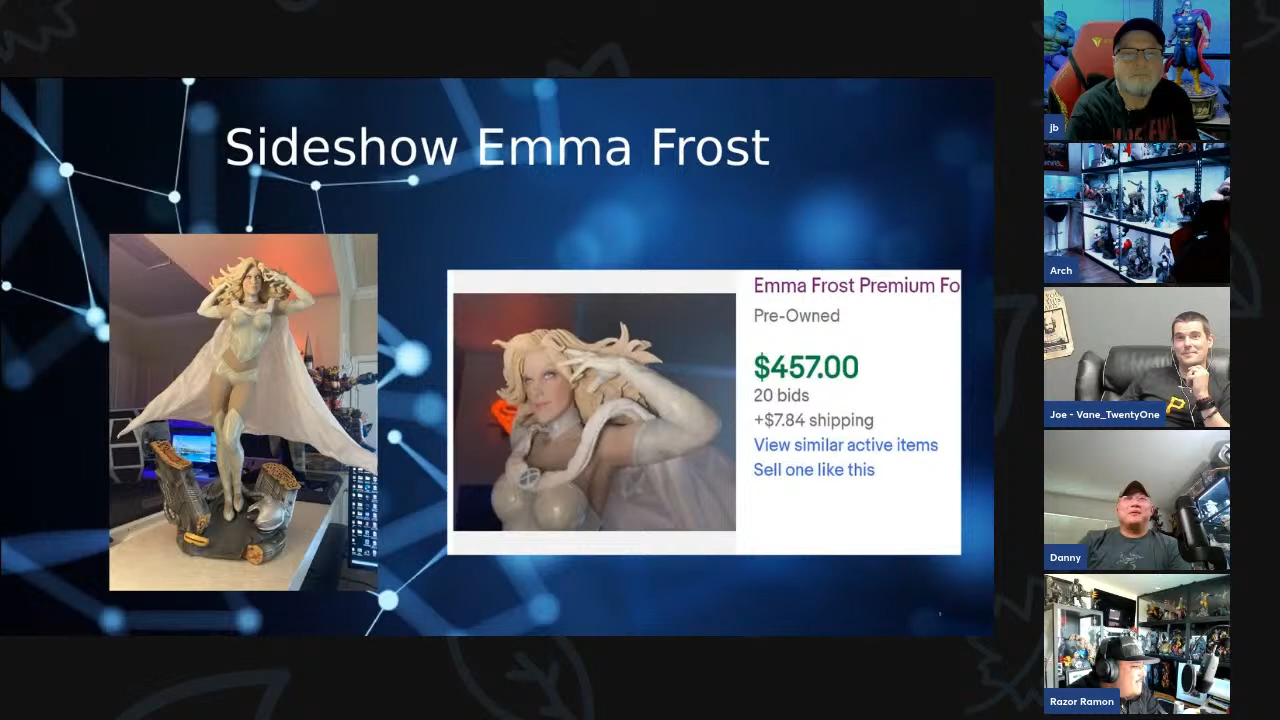 Sideshow Emma Frost
Emma Frost Premium Fo
Pre-Owned
$457.00
20 bids
+$7.84 shipping
View similar active items
Sell one like this
jb
Arch
Joe - Vane_TwentyOne
P
Danny
Razor Ramon